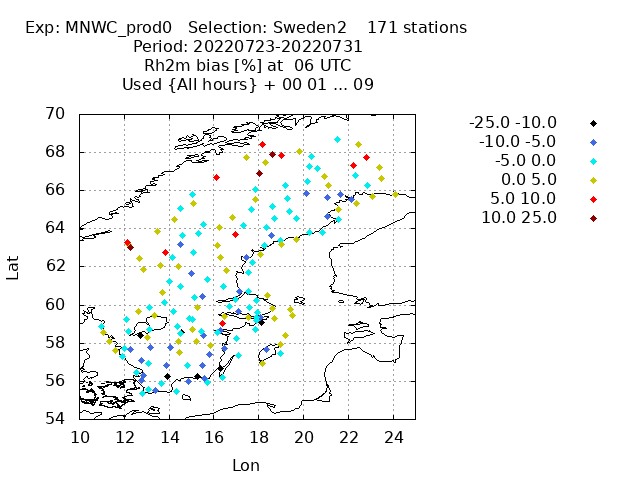 Exp: MNWC_prod0 Selection: Sweden2 171 stations
Period: 20220723-20220731
Rh2m bias [%] at 06 UTC
Used {All hours} + 00 01 ... 09
70
68
66
64
62
60
58
56
54
Lat
10 12 14 16 18 20 22 24
Lon
-25.0 -10.0
-10.0 -5.0
-5.0 0.0
0.0 5.0
5.0 10.0
10.0 25.0